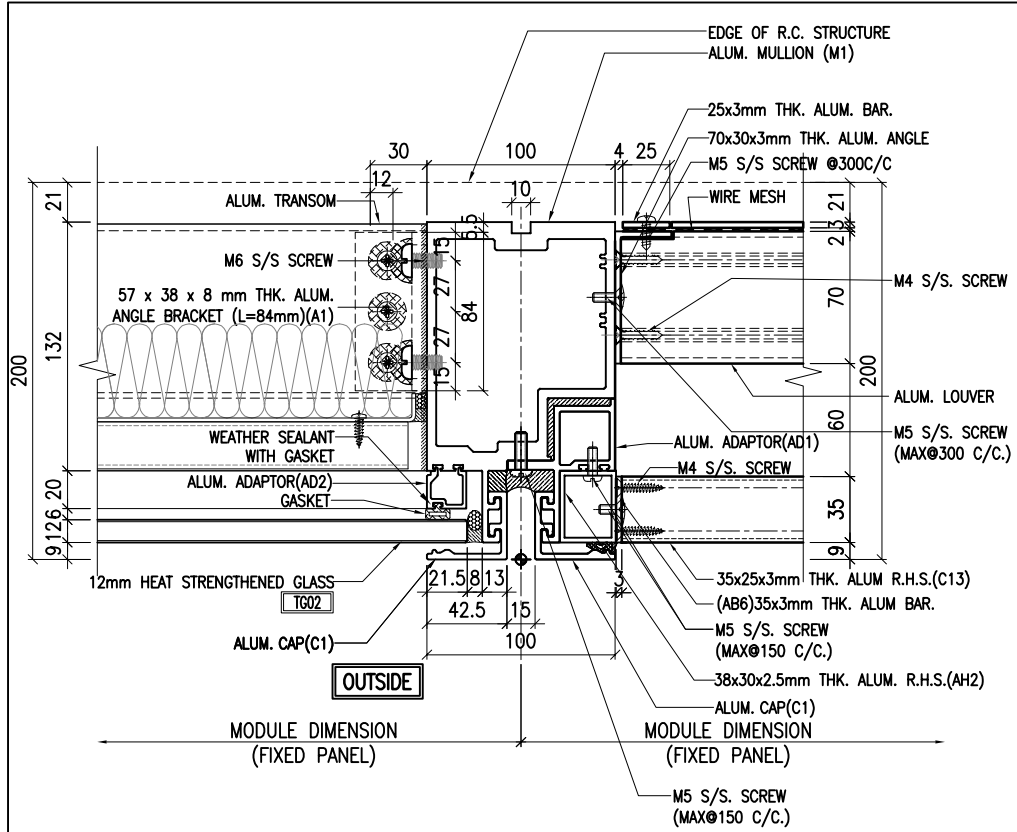 EDGE OF R.C. STRUCTURE
ALUM. MULLION (M1)
25x3mm THK. ALUM. BAR.
70x30x3mm THK. ALUM. ANGLE
M5 S/S SCREW @300C/C
WIRE MESH
30
100
4
25
12
10
ALUM. TRANSOM
21
21
3
2
5.5
15
M6 S/S SCREW
M4 S/S. SCREW
57 x 38 x 8 mm THK. ALUM.
ANGLE BRACKET (L=84mm)(A1)
27
84
70
27
15
132
200
200
ALUM. LOUVER
60
WEATHER SEALANT
WITH GASKET
ALUM. ADAPTOR(AD1)
M5 S/S. SCREW
(MAX@300 C/C.)
M4 S/S. SCREW
ALUM. ADAPTOR(AD2)
GASKET
20
6
12
9
35
9
12mm HEAT STRENGTHENED GLASS
TG02
21.5
8
13
3
42.5
15
100
35x25x3mm THK. ALUM R.H.S.(C13)
(AB6)35x3mm THK. ALUM BAR.
M5 S/S. SCREW
(MAX@150 C/C.)
ALUM. CAP(C1)
38x30x2.5mm THK. ALUM. R.H.S.(AH2)
OUTSIDE
ALUM. CAP(C1)
MODULE DIMENSION
(FIXED PANEL)
MODULE DIMENSION
(FIXED PANEL)
M5 S/S. SCREW
(MAX@150 C/C.)